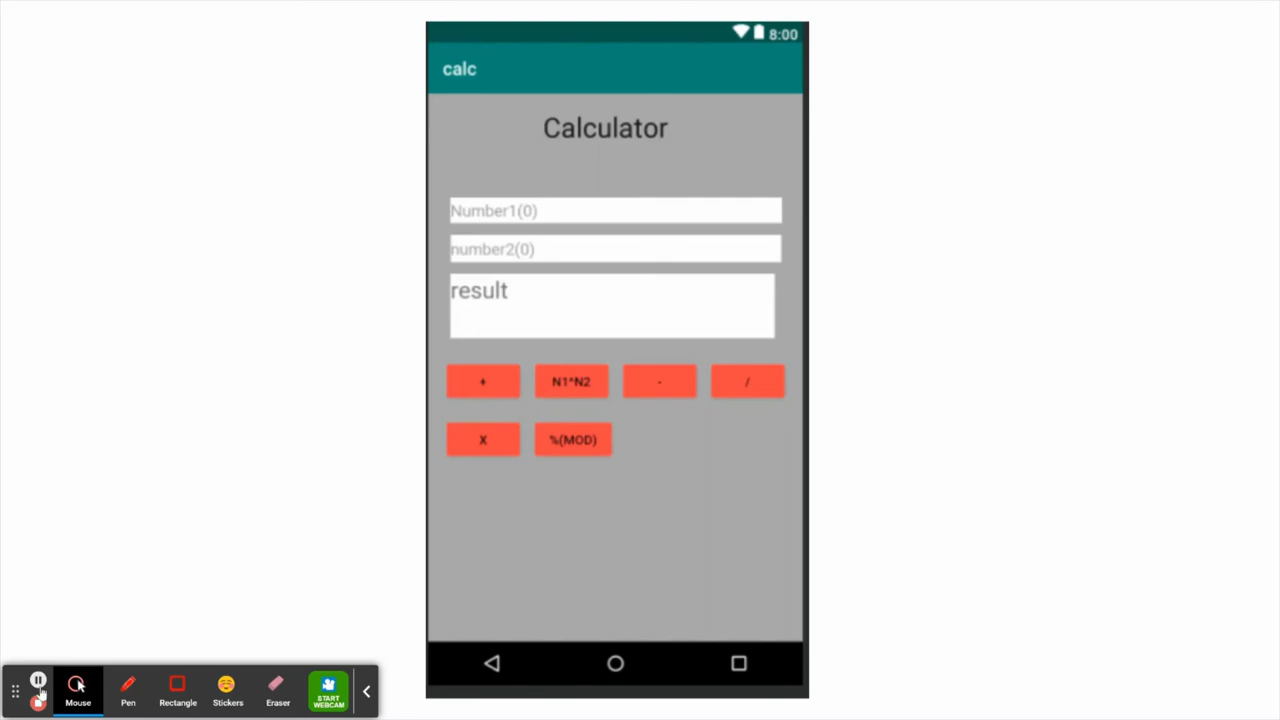 8:00
calc
Calculator
Number1(0)
number2(0)
result
+ N1^N2 - /
X %(MOD)
Mouse Pen Rectangle Stickers Eraser START
WEBCAM